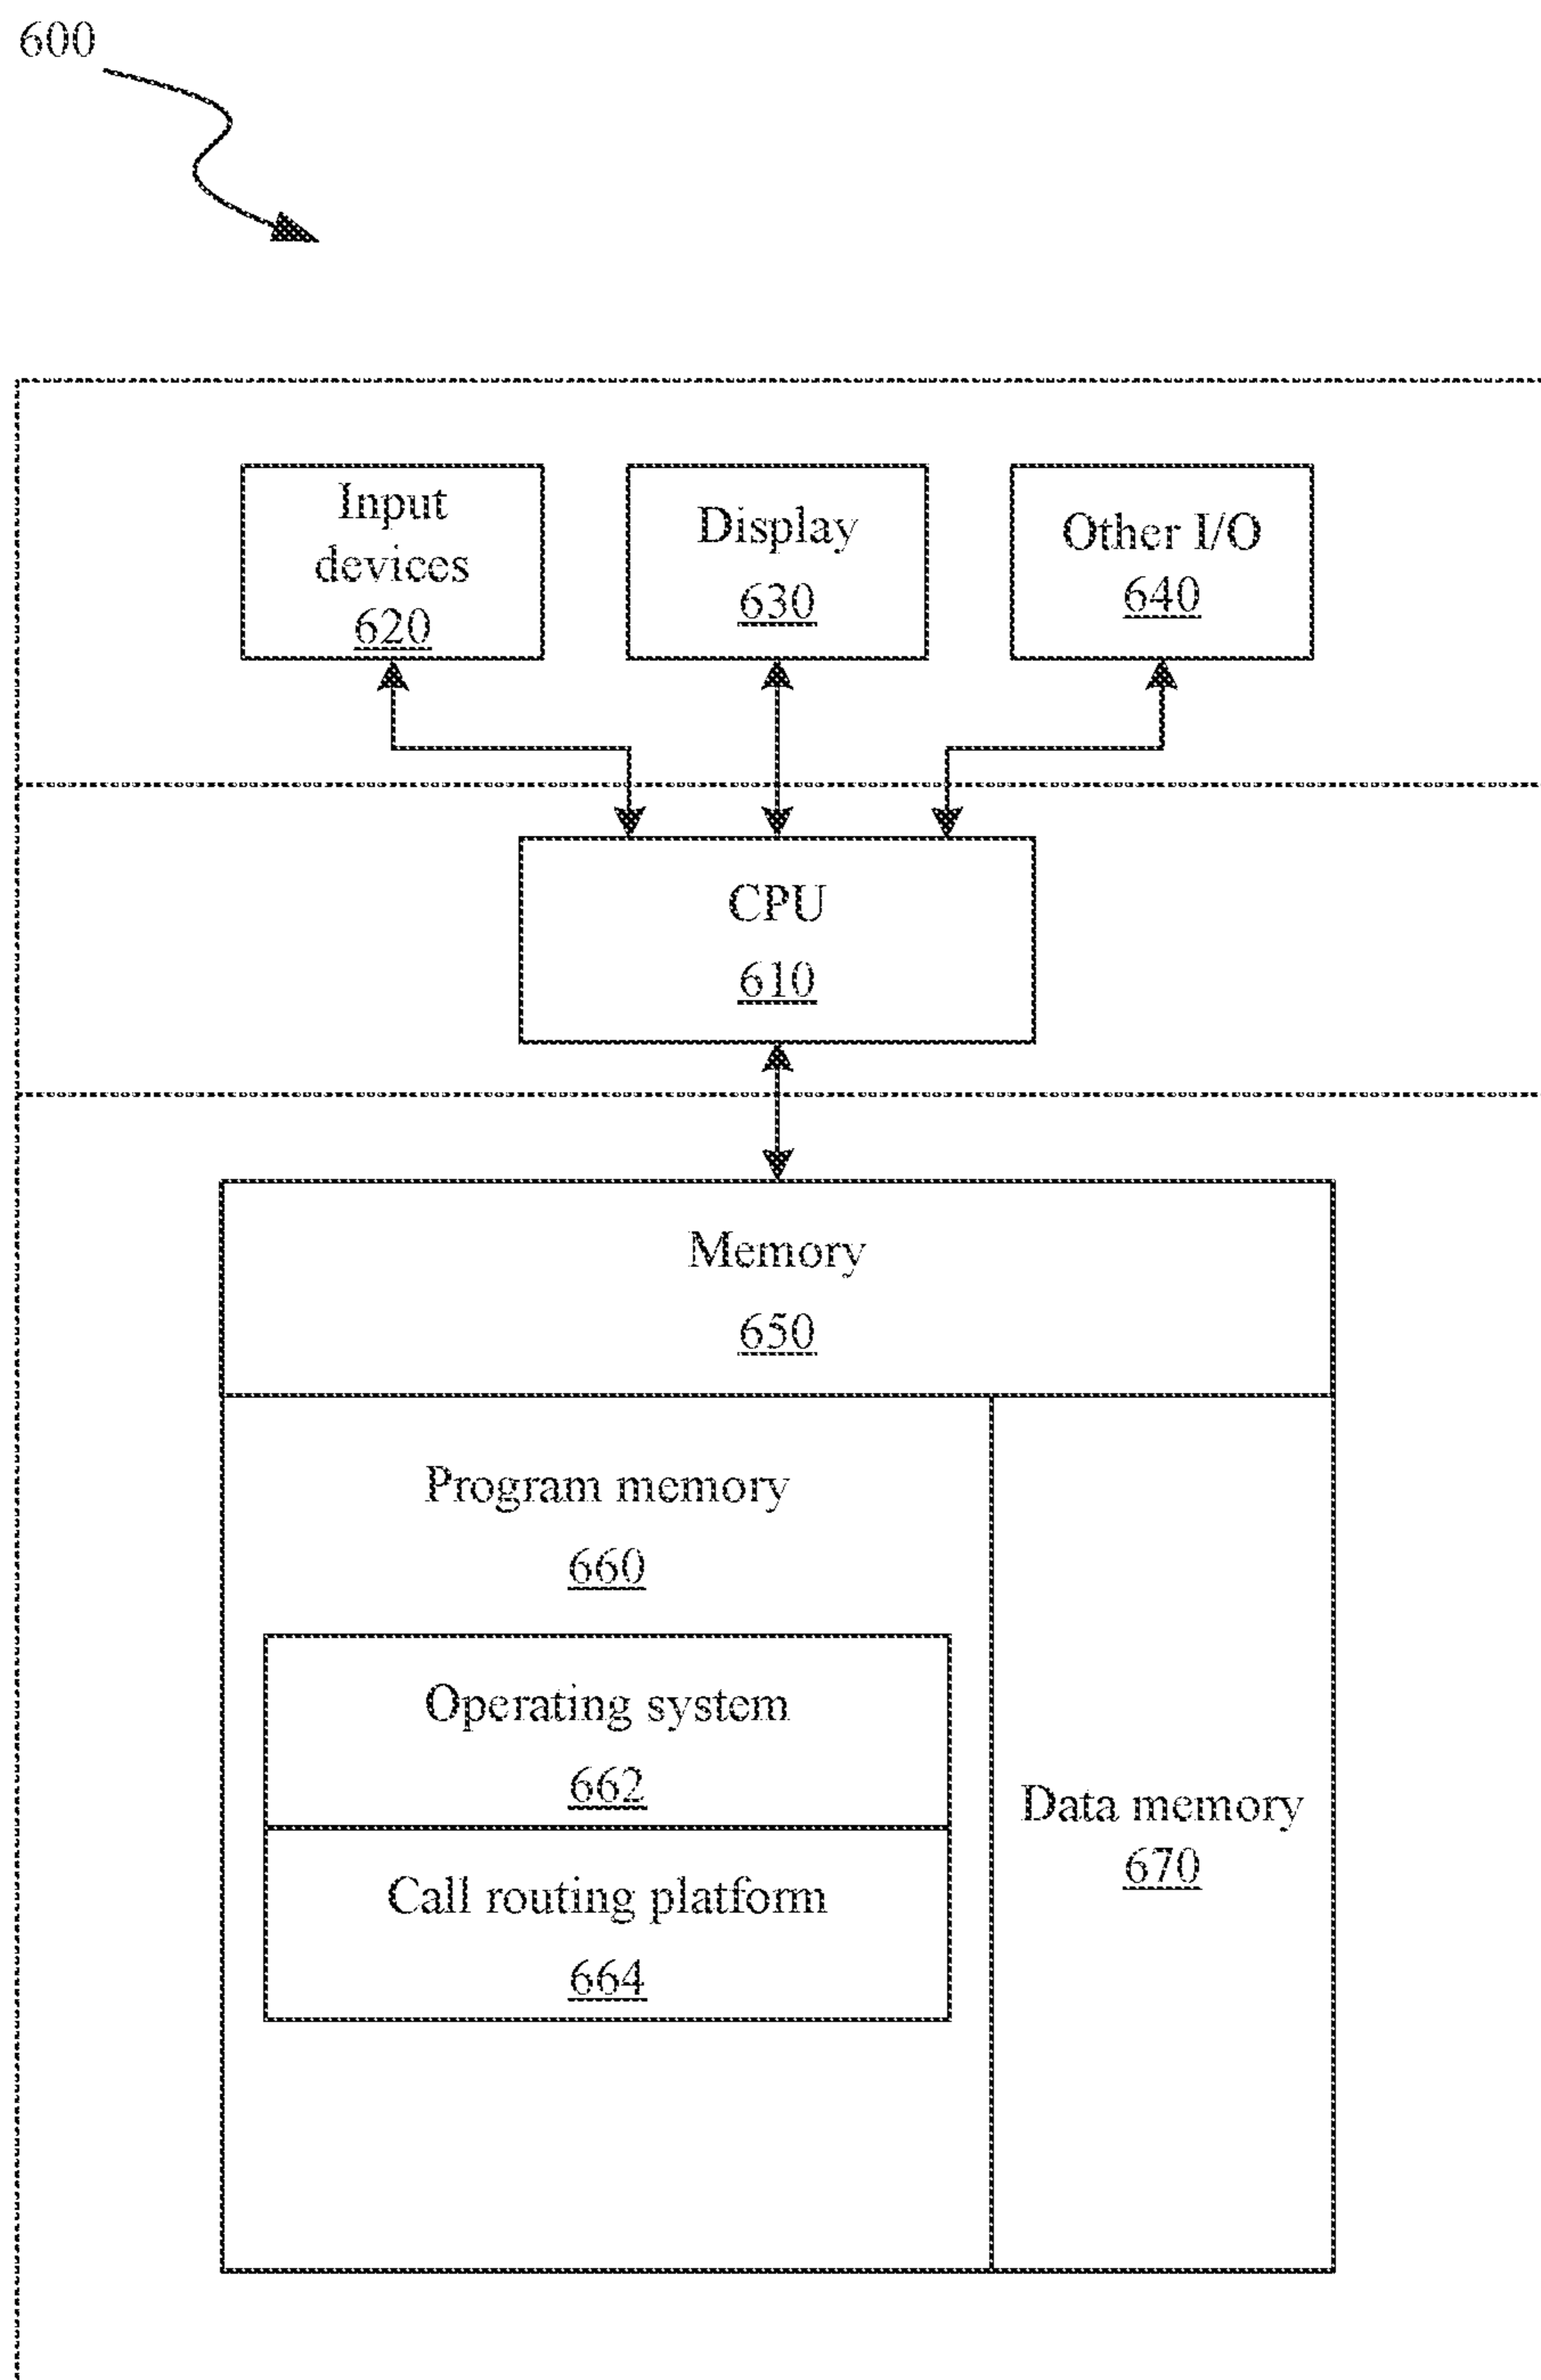 600
Input
devices
620
Display
630
Other I/O
640
CPU
610
Memory
650
Program memory
660
Operating system
662
Call routing platform
664
Data memory
670